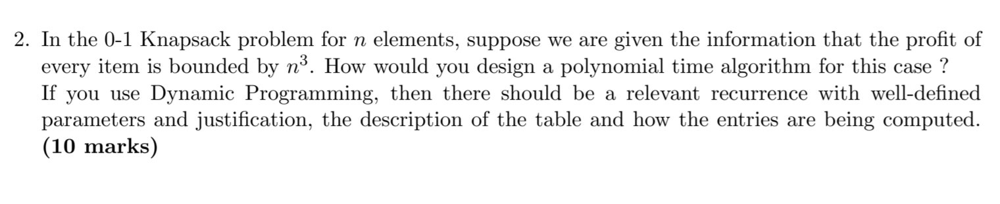 2. In the 0-1 Knapsack problem for n elements, suppose we are given the information that the profit of
every item is bounded by n³. How would you design a polynomial time algorithm for this case ?
If you use Dynamic Programming, then there should be a relevant recurrence with well-defined
parameters and justification, the description of the table and how the entries are being computed.
(10 marks)